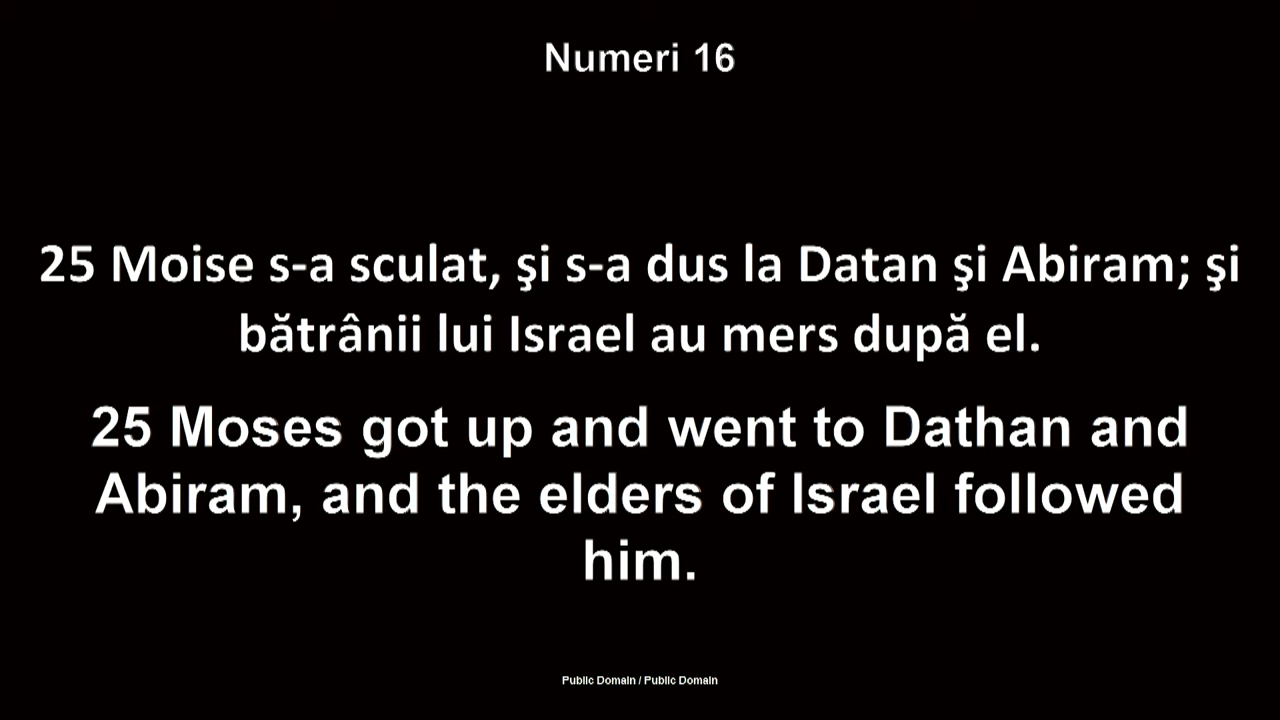 Numeri 16
25 Moise s-a sculat, şi s-a dus la Datan şi Abiram; şi
bătrânii lui Israel au mers după el.
25 Moses got up and went to Dathan and
Abiram, and the elders of Israel followed
him.
Public Domain / Public Domain